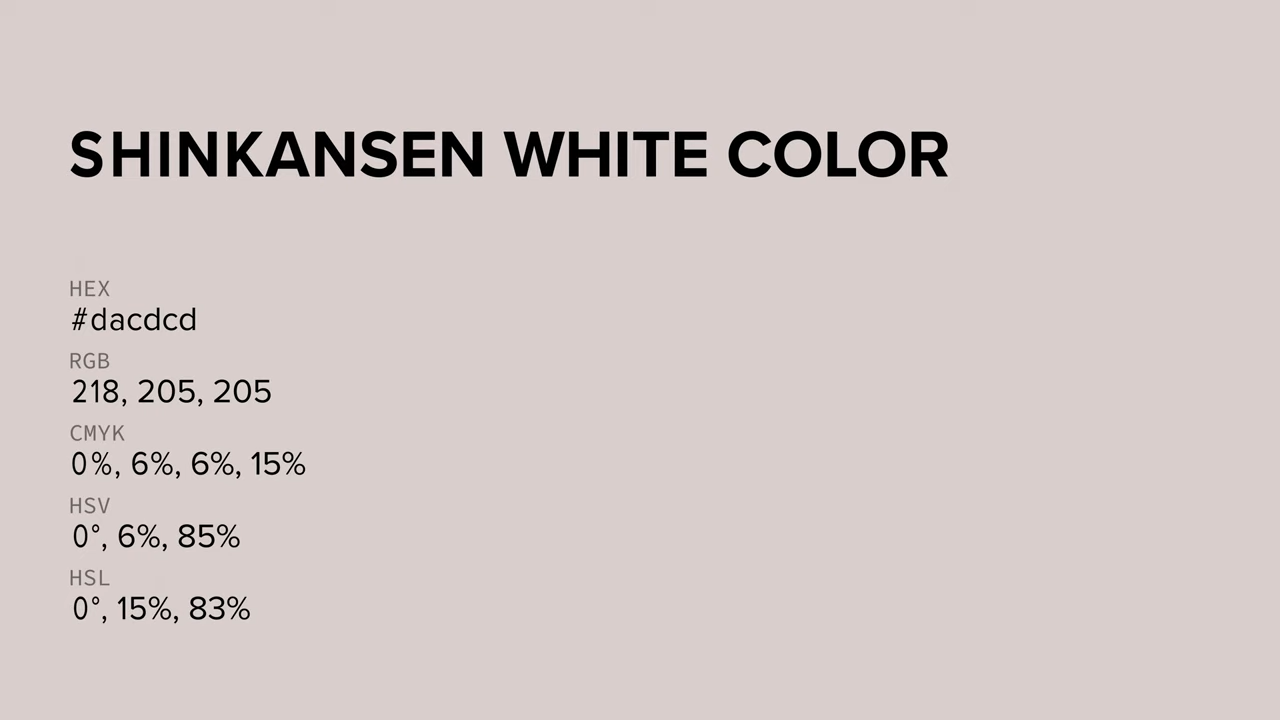 SHINKANSEN WHITE COLOR
HEX
#dacdcd
RGB
218, 205, 205
CMYK
0%, 6%, 6%, 15%
HSV
0°, 6%, 85%
HSL
0°, 15%, 83%